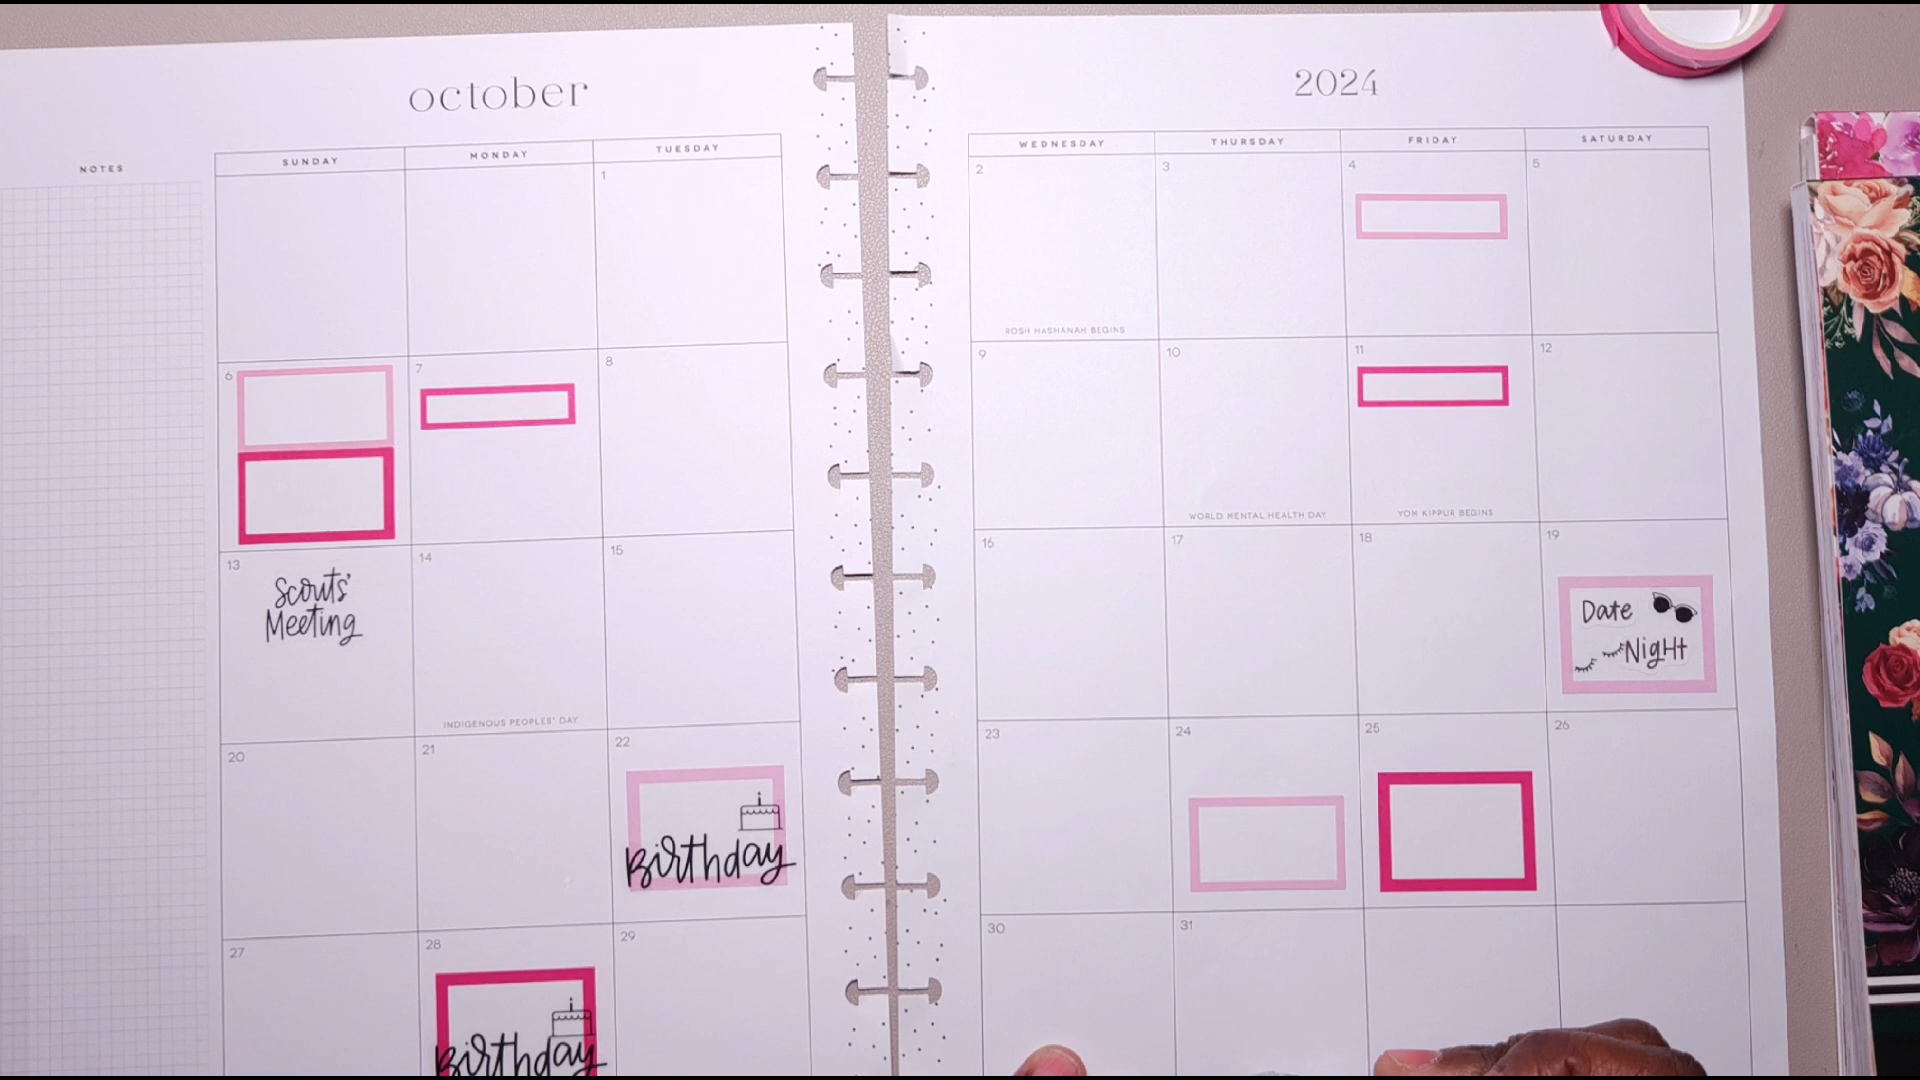 october
2024
NOTES
SUNDAY
MONDAY
TUESDAY
WEDNESDAY
THURSDAY
FRIDAY
SATURDAY
1
2
3
4
5
ROSH HASHANAH BEGINS
6
7
8
9
10
11
12
WORLD MENTAL HEALTH DAY
YOM KIPPUR BEGINS
13
Scouts'
Meeting
14
15
16
17
18
19
Date
Night
INDIGENOUS PEOPLES' DAY
20
21
22
Birthday
23
24
25
26
27
28
Birthday
29
30
31